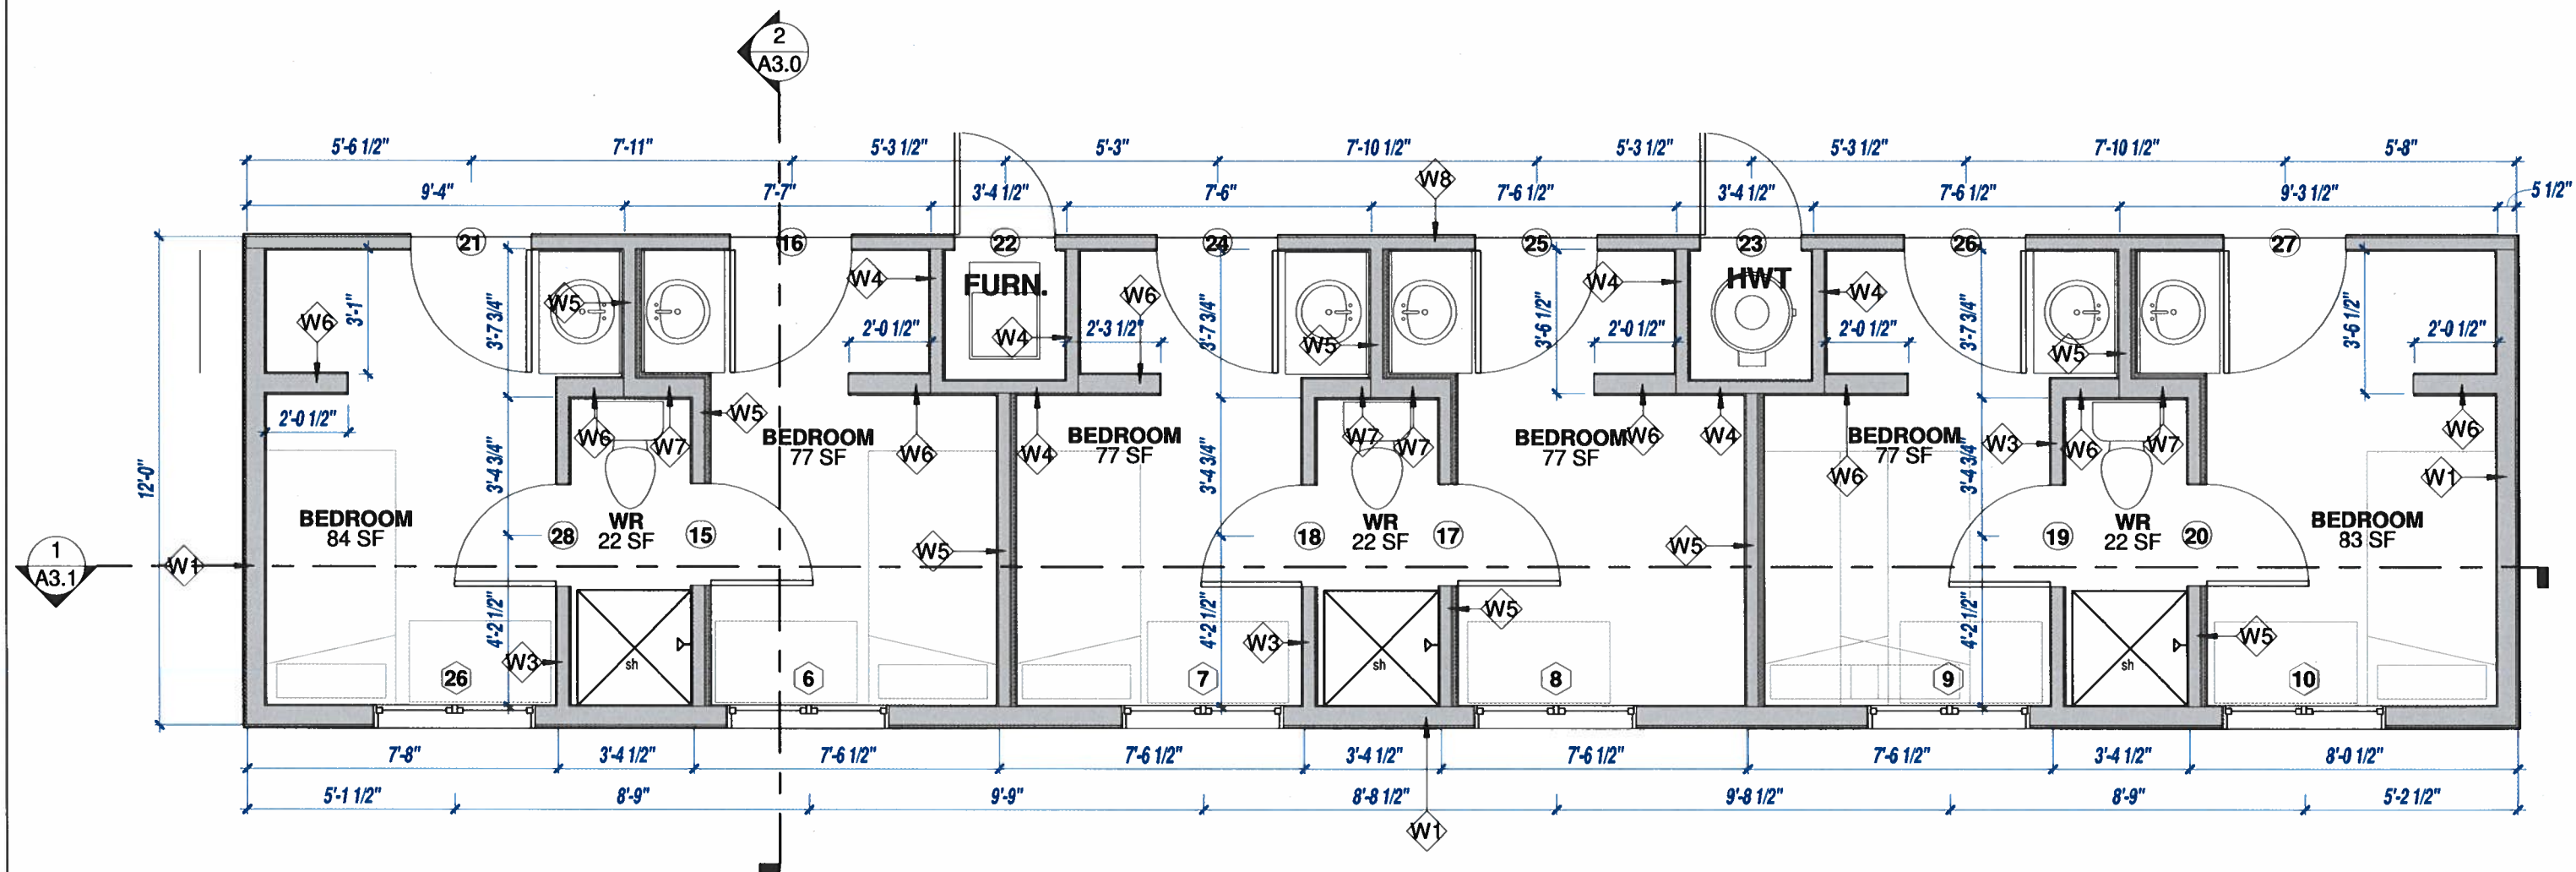 2
A3.0
5'-6 1/2" 7'-11" 5'-3 1/2" 5'-3" 7'-10 1/2" 5'-3 1/2" 5'-3 1/2" 7'-10 1/2" 5'-8"
W8
9'-4" 7'-7" 3'-4 1/2" 7'-6" 7'-6 1/2" 3'-4 1/2" 7'-6 1/2" 9'-3 1/2" 5 1/2"
21 16 22 24 25 23 26 27
FURN. HWT
W4 W4 W4
W5 W6
3'-1" 3'-7 3/4" 3'-7 3/4" 3'-6 1/2" 3'-7 3/4" 3'-6 1/2"
W6 2'-0 1/2" W4 2'-3 1/2" W5 2'-0 1/2" 2'-0 1/2" W5 2'-0 1/2"
2'-0 1/2" W5
W6 W7 W6 W4 W7 W7 W6 W4 W3 W6 W7 W6
BEDROOM BEDROOM BEDROOM BEDROOM
77 SF 77 SF 77 SF 77 SF
12'-0" 3'-4 3/4" 3'-4 3/4" W6 3'-4 3/4" W1
BEDROOM WR WR WR BEDROOM
84 SF 28 22 SF 15 18 22 SF 17 19 22 SF 20 83 SF
1
A3.1
W1 W5 W5
4'-2 1/2" 4'-2 1/2" W5 4'-2 1/2"
W3 sh W3 sh sh W5
26 6 7 8 9 10
7'-8" 3'-4 1/2" 7'-6 1/2" 7'-6 1/2" 3'-4 1/2" 7'-6 1/2" 7'-6 1/2" 3'-4 1/2" 8'-0 1/2"
5'-1 1/2" 8'-9" 9'-9" 8'-8 1/2" 9'-8 1/2" 8'-9" 5'-2 1/2"
W1